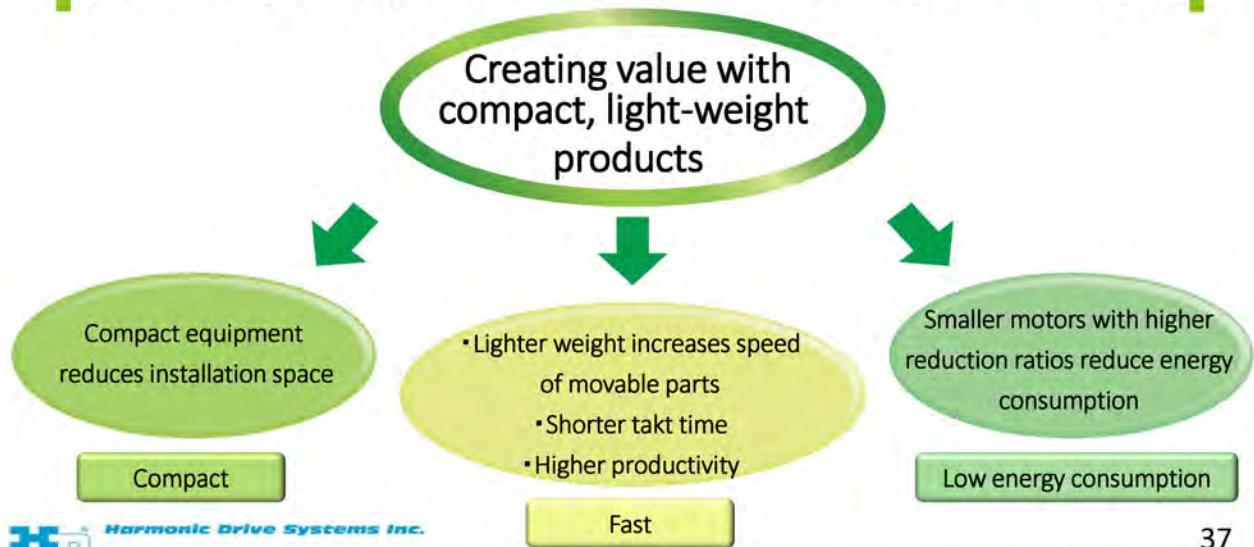 Creating value with
compact, light-weight
products
Compact equipment
reduces installation space
Compact
・Lighter weight increases speed
of movable parts
・Shorter takt time
・Higher productivity
Fast
Smaller motors with higher
reduction ratios reduce energy
consumption
Low energy consumption
Harmonic Drive Systems Inc.
37